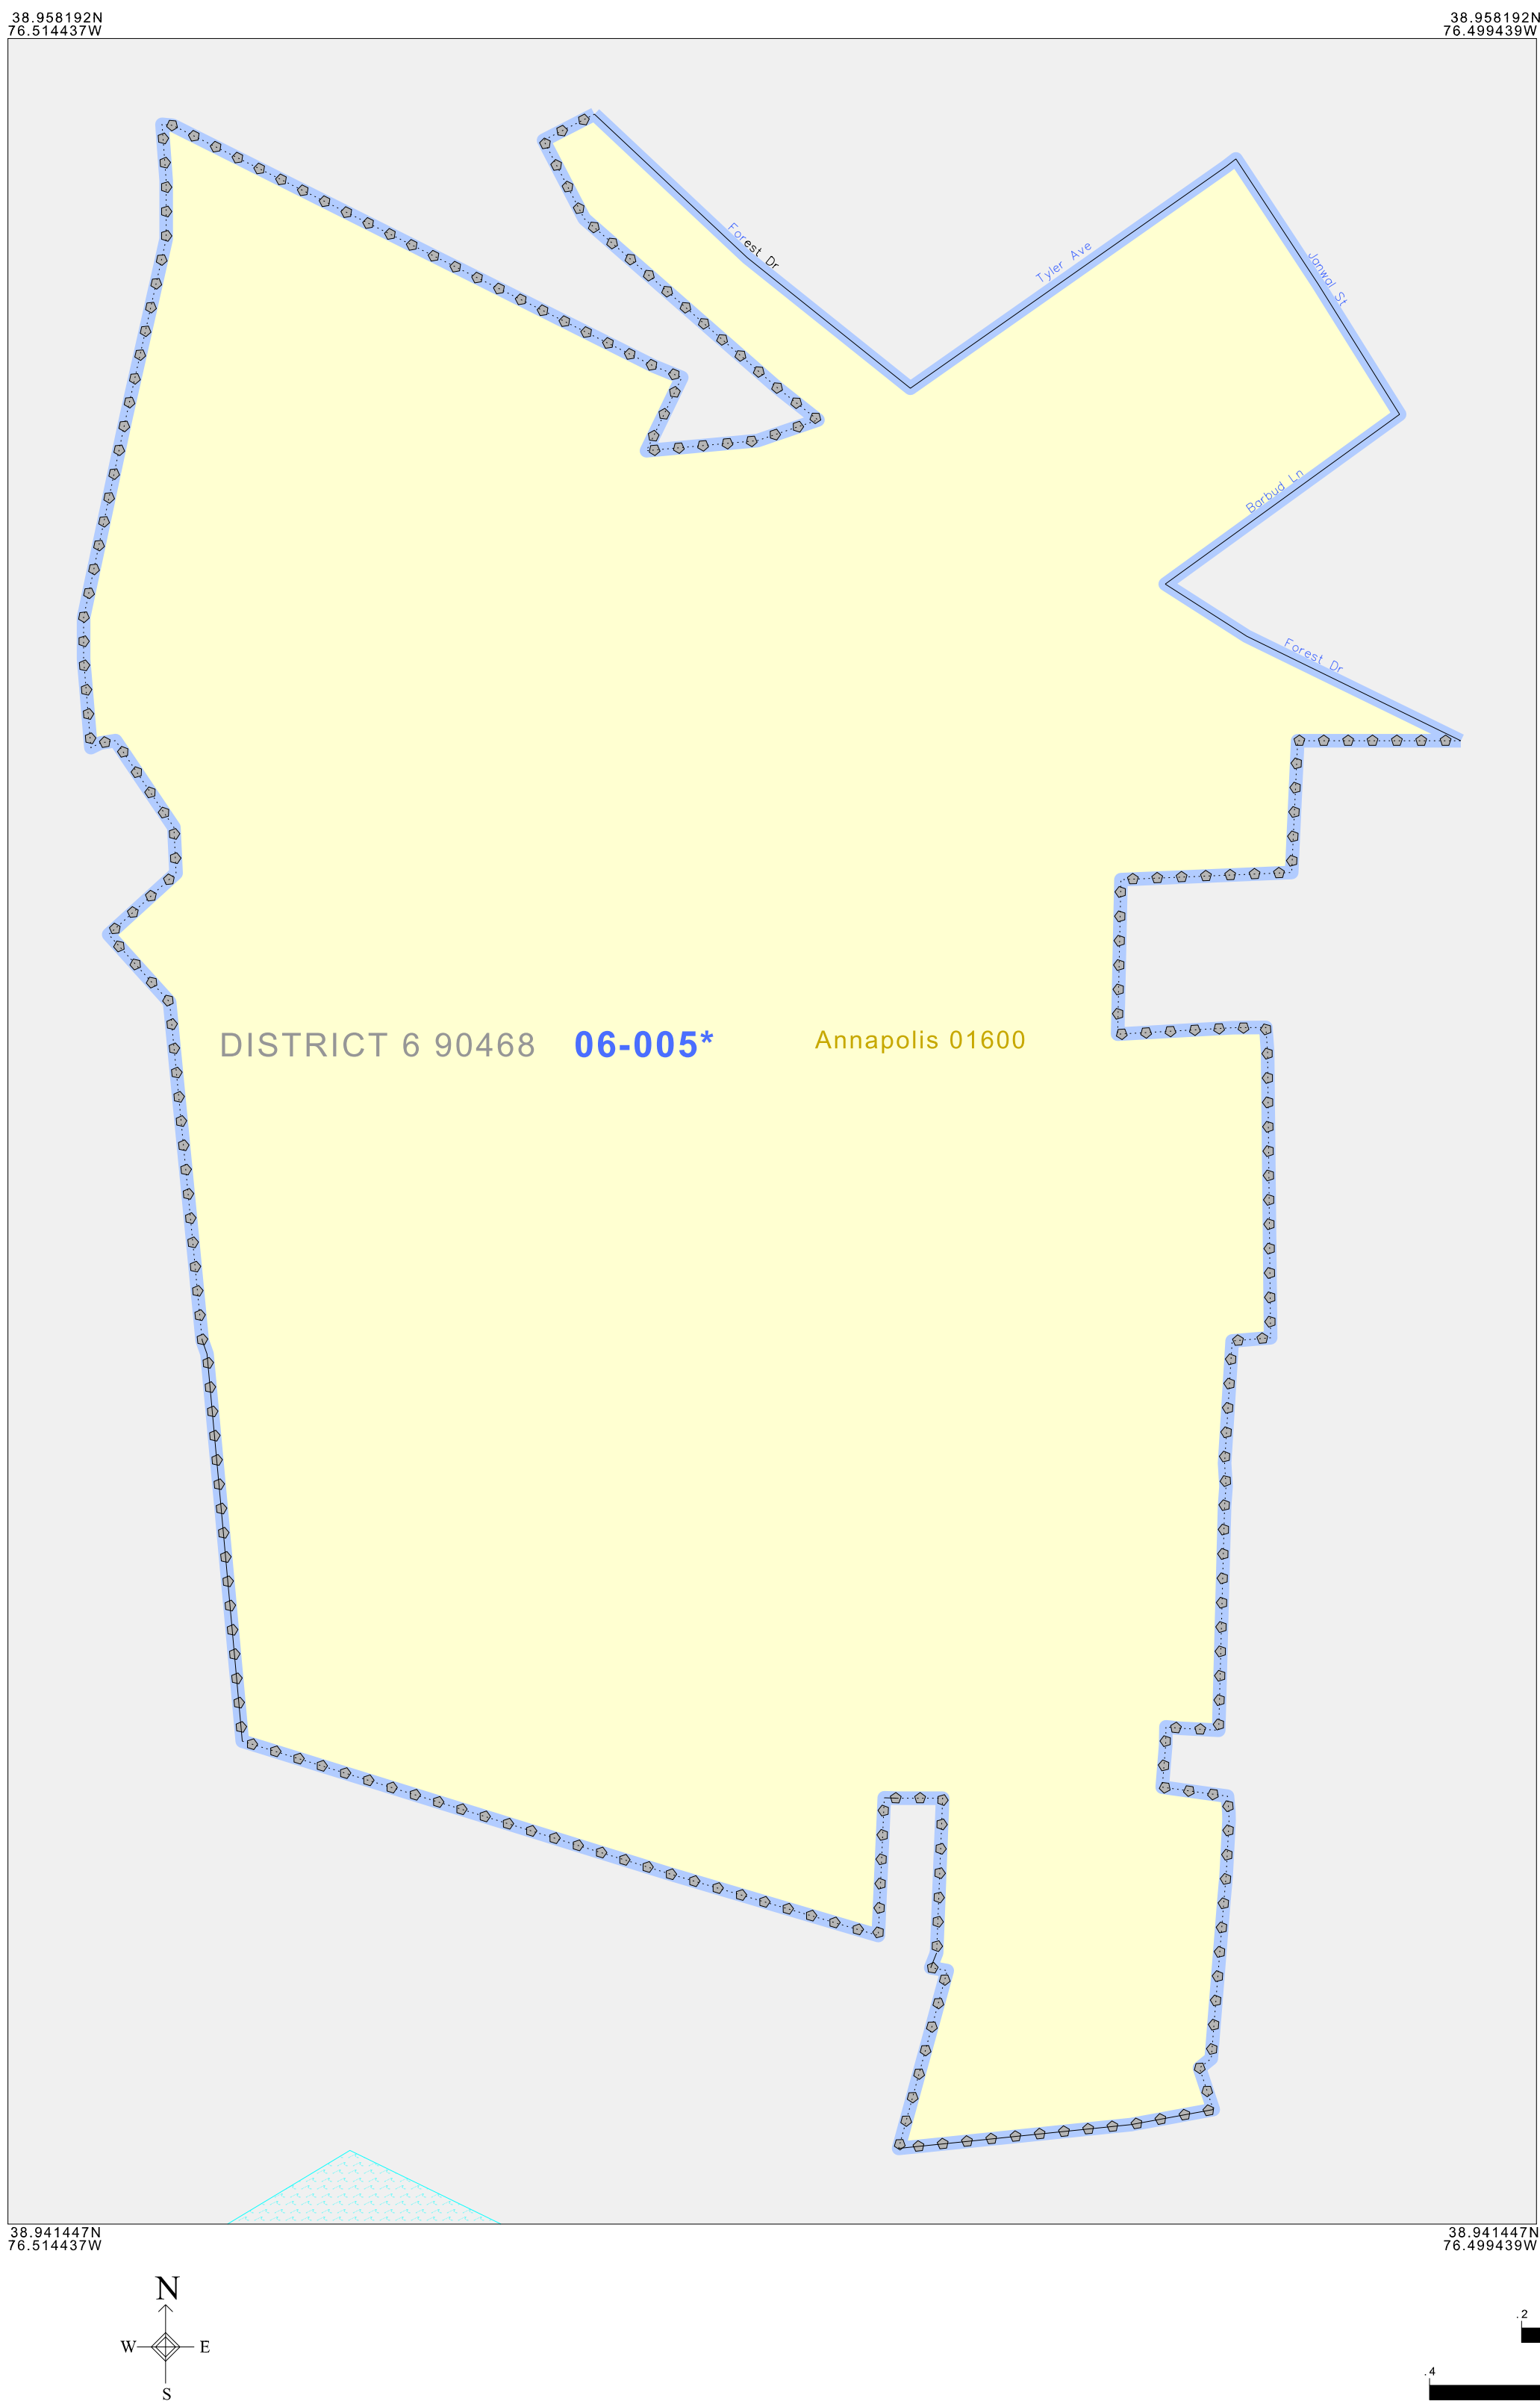 38.958192N
76.514437W
38.958192N
76.499439W
Forest Dr
Tyler Ave
Janwal St
Barbud Ln
Forest Dr
DISTRICT 6 90468
06-005*
Annapolis 01600
38.941447N
76.514437W
38.941447N
76.499439W
N
W
E
S
.2
.4